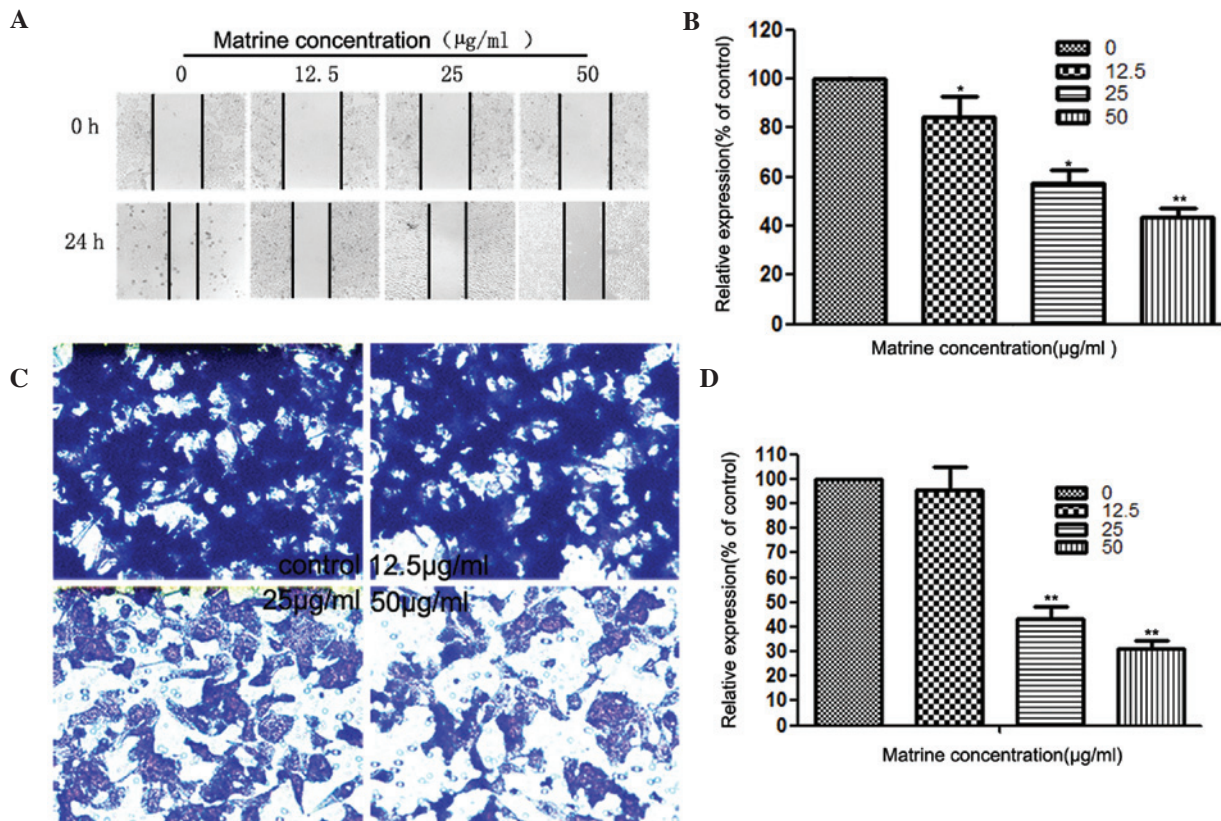 A
Matrine concentration （μg/ml ）
0 12.5 25 50
0 h
24 h
B
Relative expression(% of control)
120
100
80
60
40
20
0
*
*
**
0
12.5
25
50
Matrine concentration(μg/ml )
C
control 12.5μg/ml
25μg/ml 50μg/ml
D
Relative expression(% of control)
110
100
90
80
70
60
50
40
30
20
10
0
**
**
0
12.5
25
50
Matrine concentration(μg/ml)